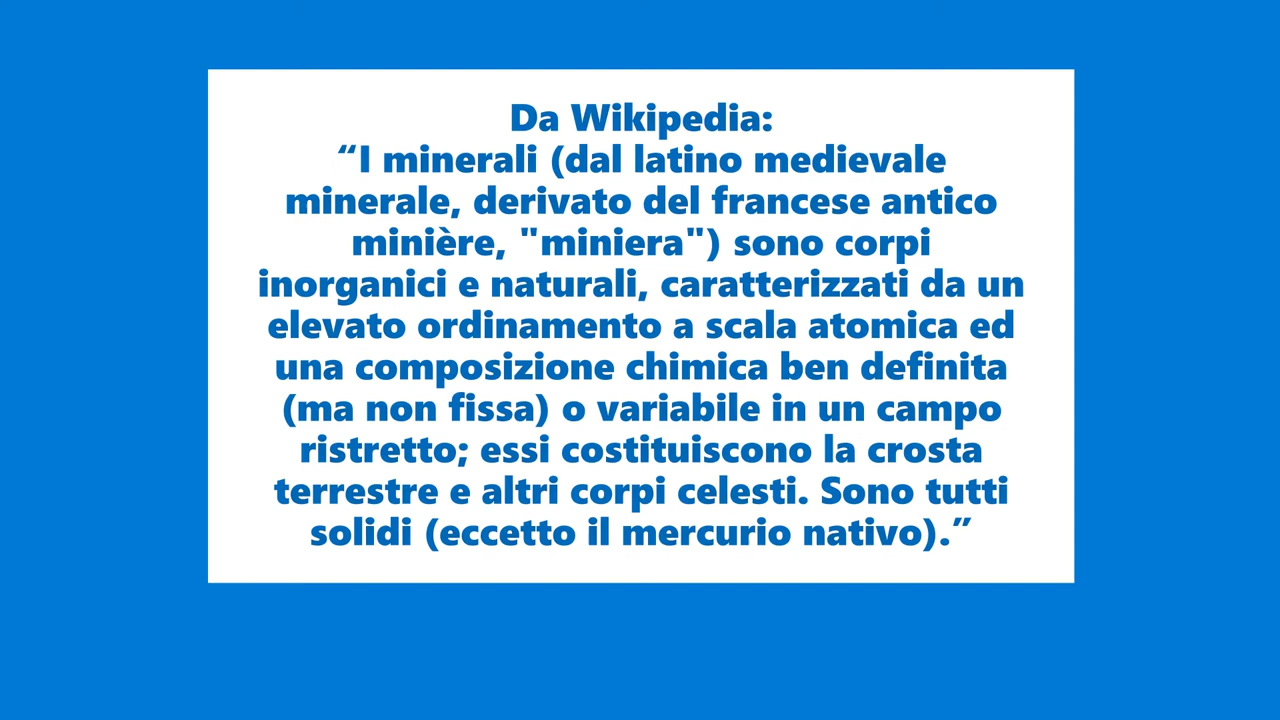 Da Wikipedia:
“I minerali (dal latino medievale
minerale, derivato del francese antico
minière, "miniera") sono corpi
inorganici e naturali, caratterizzati da un
elevato ordinamento a scala atomica ed
una composizione chimica ben definita
(ma non fissa) o variabile in un campo
ristretto; essi costituiscono la crosta
terrestre e altri corpi celesti. Sono tutti
solidi (eccetto il mercurio nativo).”